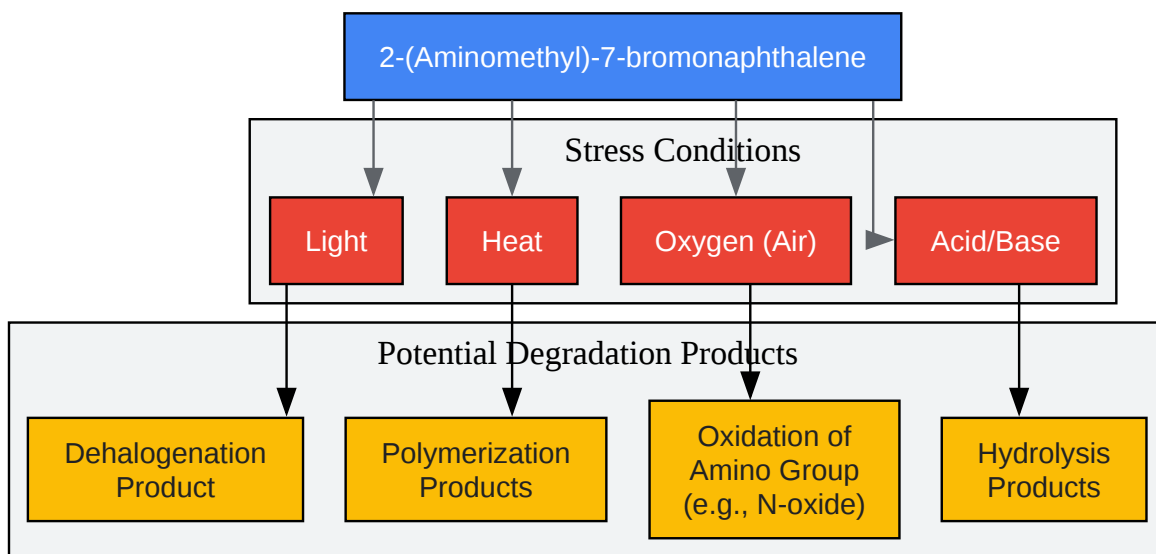 2-(Aminomethyl)-7-bromonaphthalene
Stress Conditions
Light
Heat
Oxygen (Air)
Acid/Base
Potential Degradation Products
Dehalogenation
Product
Polymerization
Products
Oxidation of
Amino Group
(e.g., N-oxide)
Hydrolysis
Products